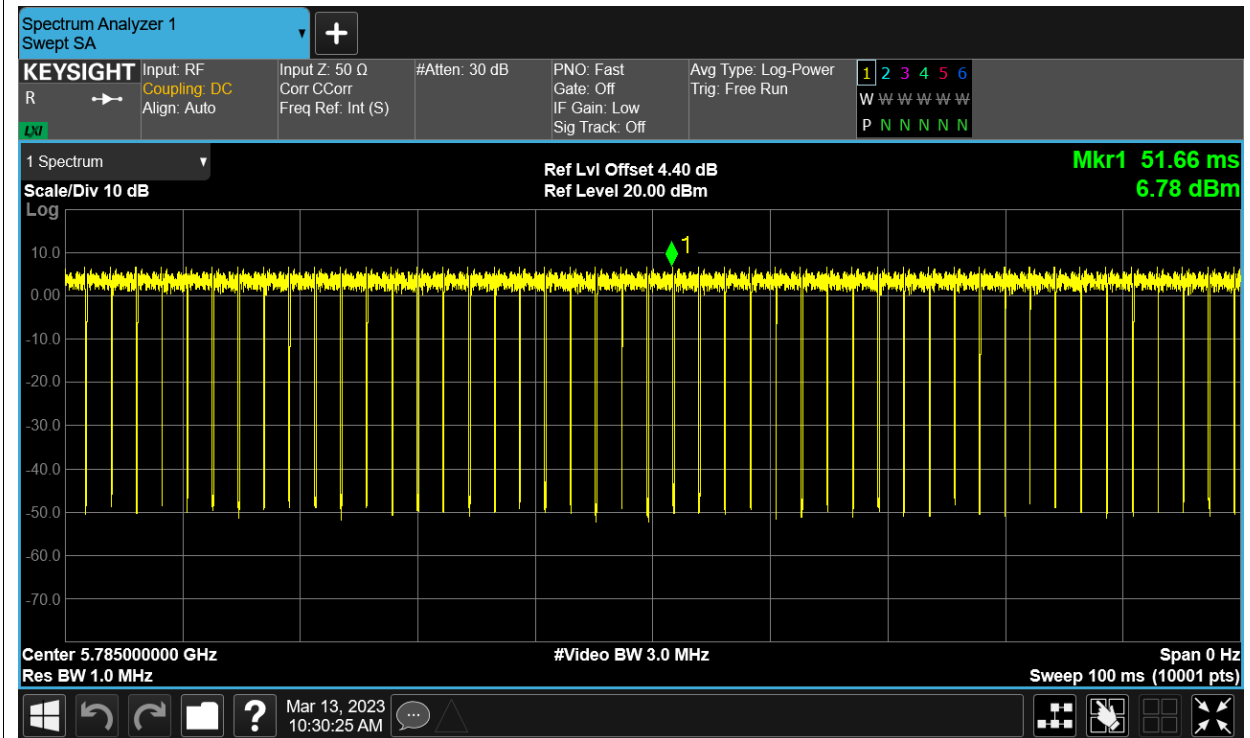 Spectrum Analyzer 1
Swept SA
KEYSIGHT Input: RF Input Z: 50 Ω #Atten: 30 dB PNO: Fast Avg Type: Log-Power 1 2 3 4 5 6
R Coupling: DC Corr CCorr Gate: Off Trig: Free Run W W W W W W
Align: Auto Freq Ref: Int (S) IF Gain: Low
LXI Sig Track: Off P N N N N N
1 Spectrum Ref Lvl Offset 4.40 dB Mkr1 51.66 ms
Scale/Div 10 dB Ref Level 20.00 dBm 6.78 dBm
Log
1
10.0
0.00
-10.0
-20.0
-30.0
-40.0
-50.0
-60.0
-70.0
Center 5.785000000 GHz #Video BW 3.0 MHz Span 0 Hz
Res BW 1.0 MHz Sweep 100 ms (10001 pts)
? Mar 13, 2023
10:30:25 AM